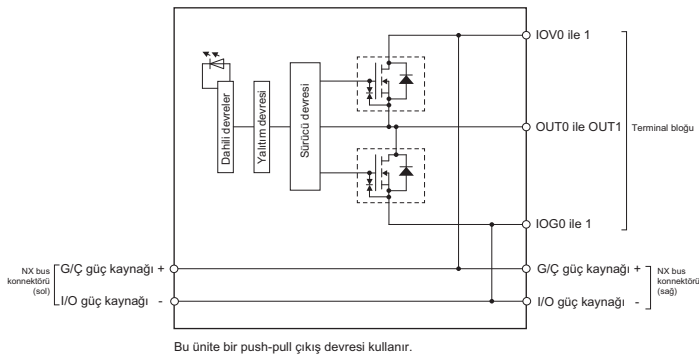 IOV0 ile 1
Dahili devreler
Yalıtım devresi
Sürücü devresi
OUT0 ile OUT1
Terminal bloğu
IOG0 ile 1
NX bus
konnektörü
(sol)
G/Ç güç kaynağı +
G/Ç güç kaynağı +
NX bus
konnektörü
(sağ)
I/O güç kaynağı -
I/O güç kaynağı -
Bu ünite bir push-pull çıkış devresi kullanır.